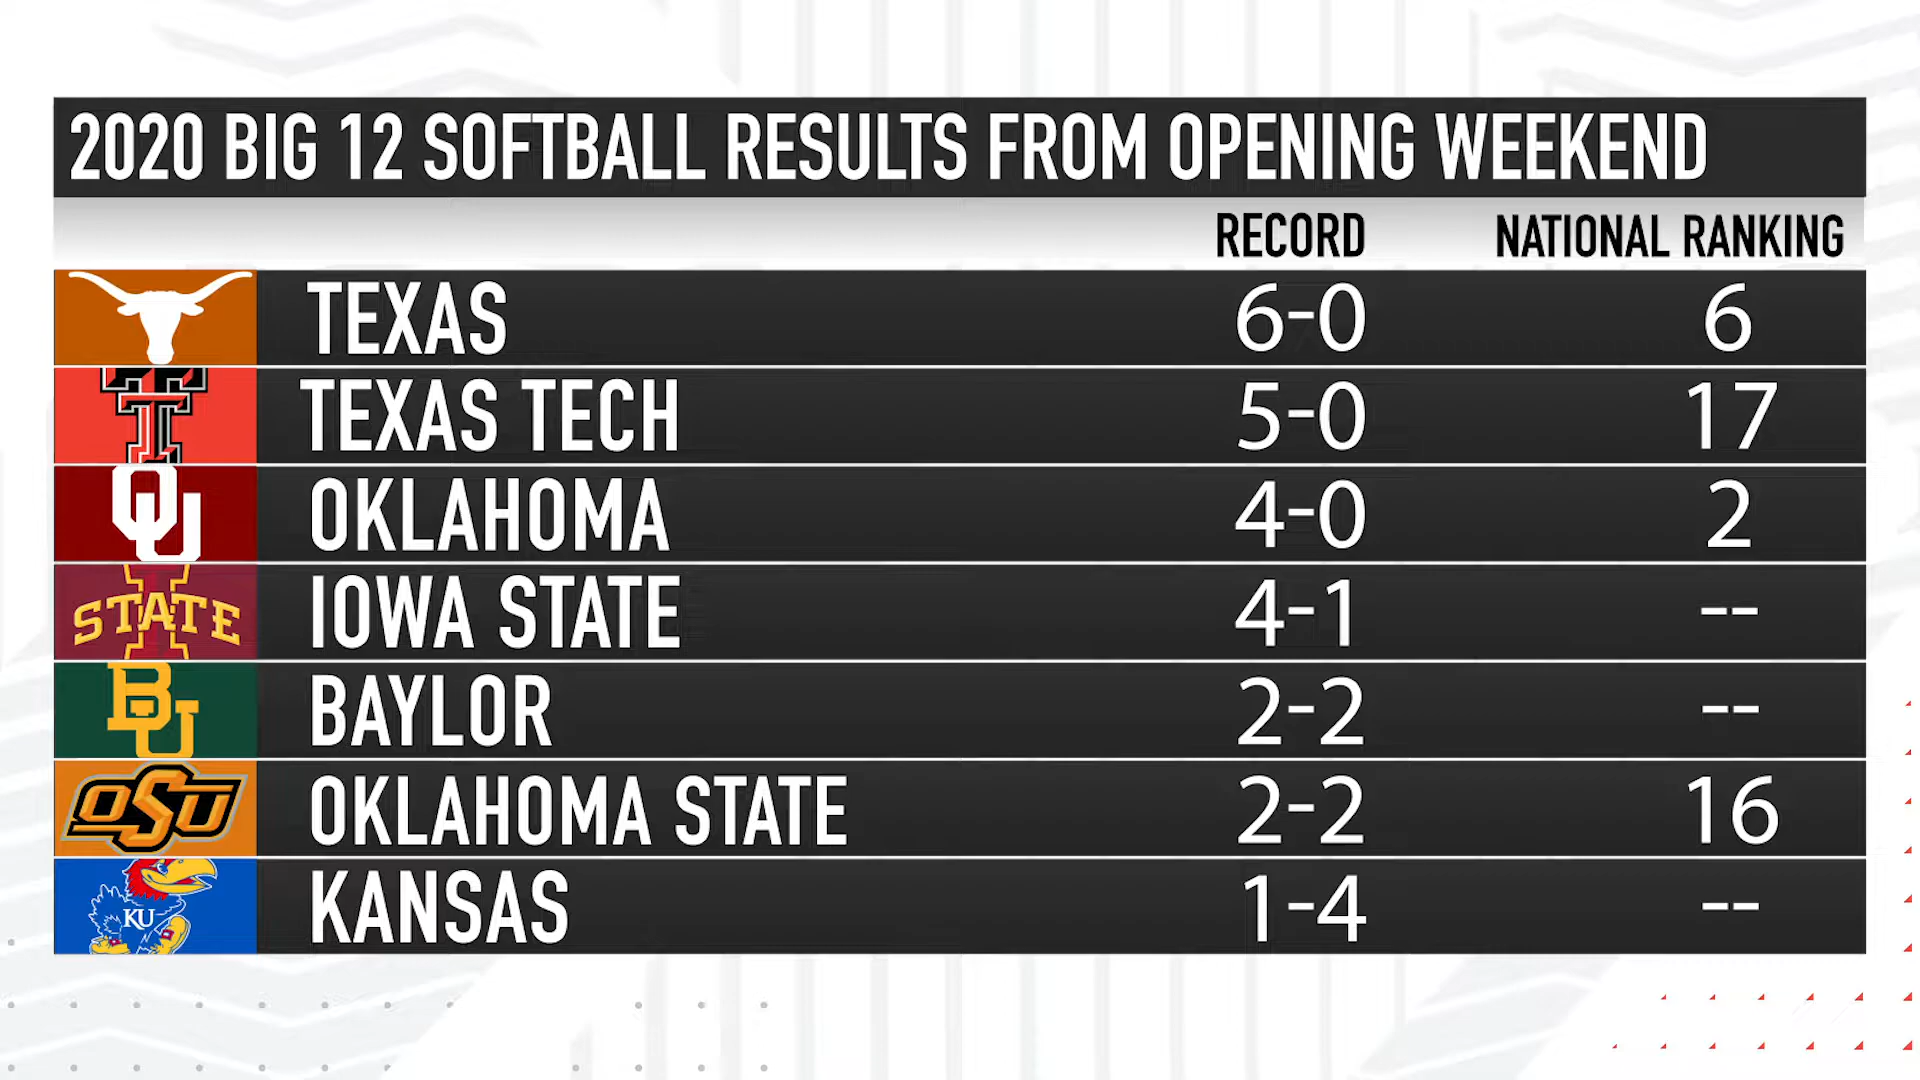 2020 BIG 12 SOFTBALL RESULTS FROM OPENING WEEKEND
RECORD NATIONAL RANKING
TEXAS 6-0 6
TEXAS TECH 5-0 17
OU OKLAHOMA 4-0 2
STATE IOWA STATE 4-1 --
BU BAYLOR 2-2 --
OSU OKLAHOMA STATE 2-2 16
KU KANSAS 1-4 --